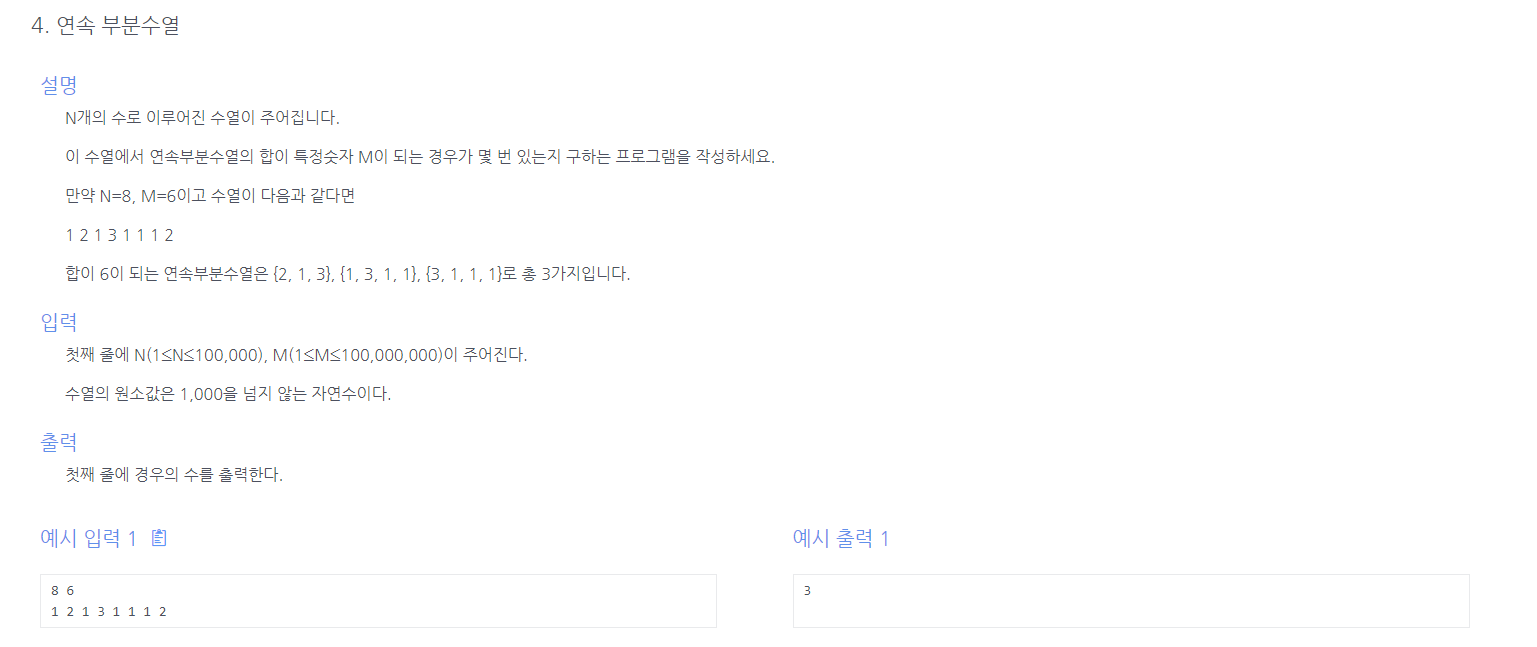 4. 연속 부분수열
설명
N개의 수로 이루어진 수열이 주어집니다.
이 수열에서 연속부분수열의 합이 특정숫자 M이 되는 경우가 몇 번 있는지 구하는 프로그램을 작성하세요.
만약 N=8, M=6이고 수열이 다음과 같다면
1 2 1 3 1 1 1 2
합이 6이 되는 연속부분수열은 {2, 1, 3}, {1, 3, 1, 1}, {3, 1, 1, 1}로 총 3가지입니다.
입력
첫째 줄에 N(1≤N≤100,000), M(1≤M≤100,000,000)이 주어진다.
수열의 원소값은 1,000을 넘지 않는 자연수이다.
출력
첫째 줄에 경우의 수를 출력한다.
예시 입력 1
8 6
1 2 1 3 1 1 1 2
예시 출력 1
3